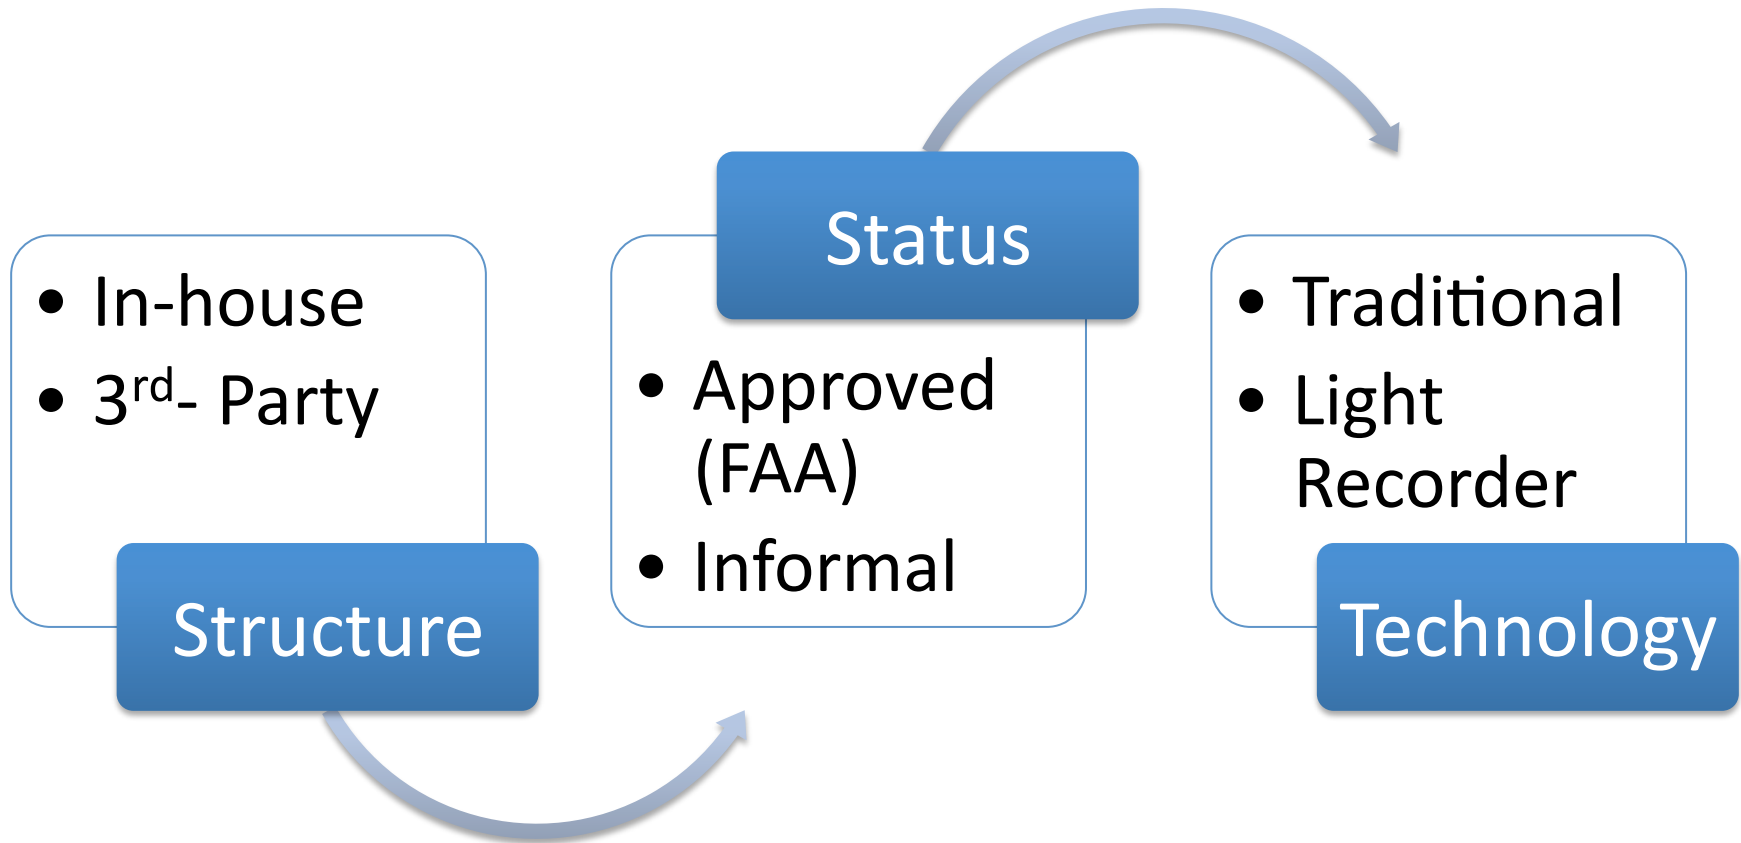 • In-house
• 3rd- Party
Structure
Status
• Approved
(FAA)
• Informal
• Traditional
• Light
Recorder
Technology